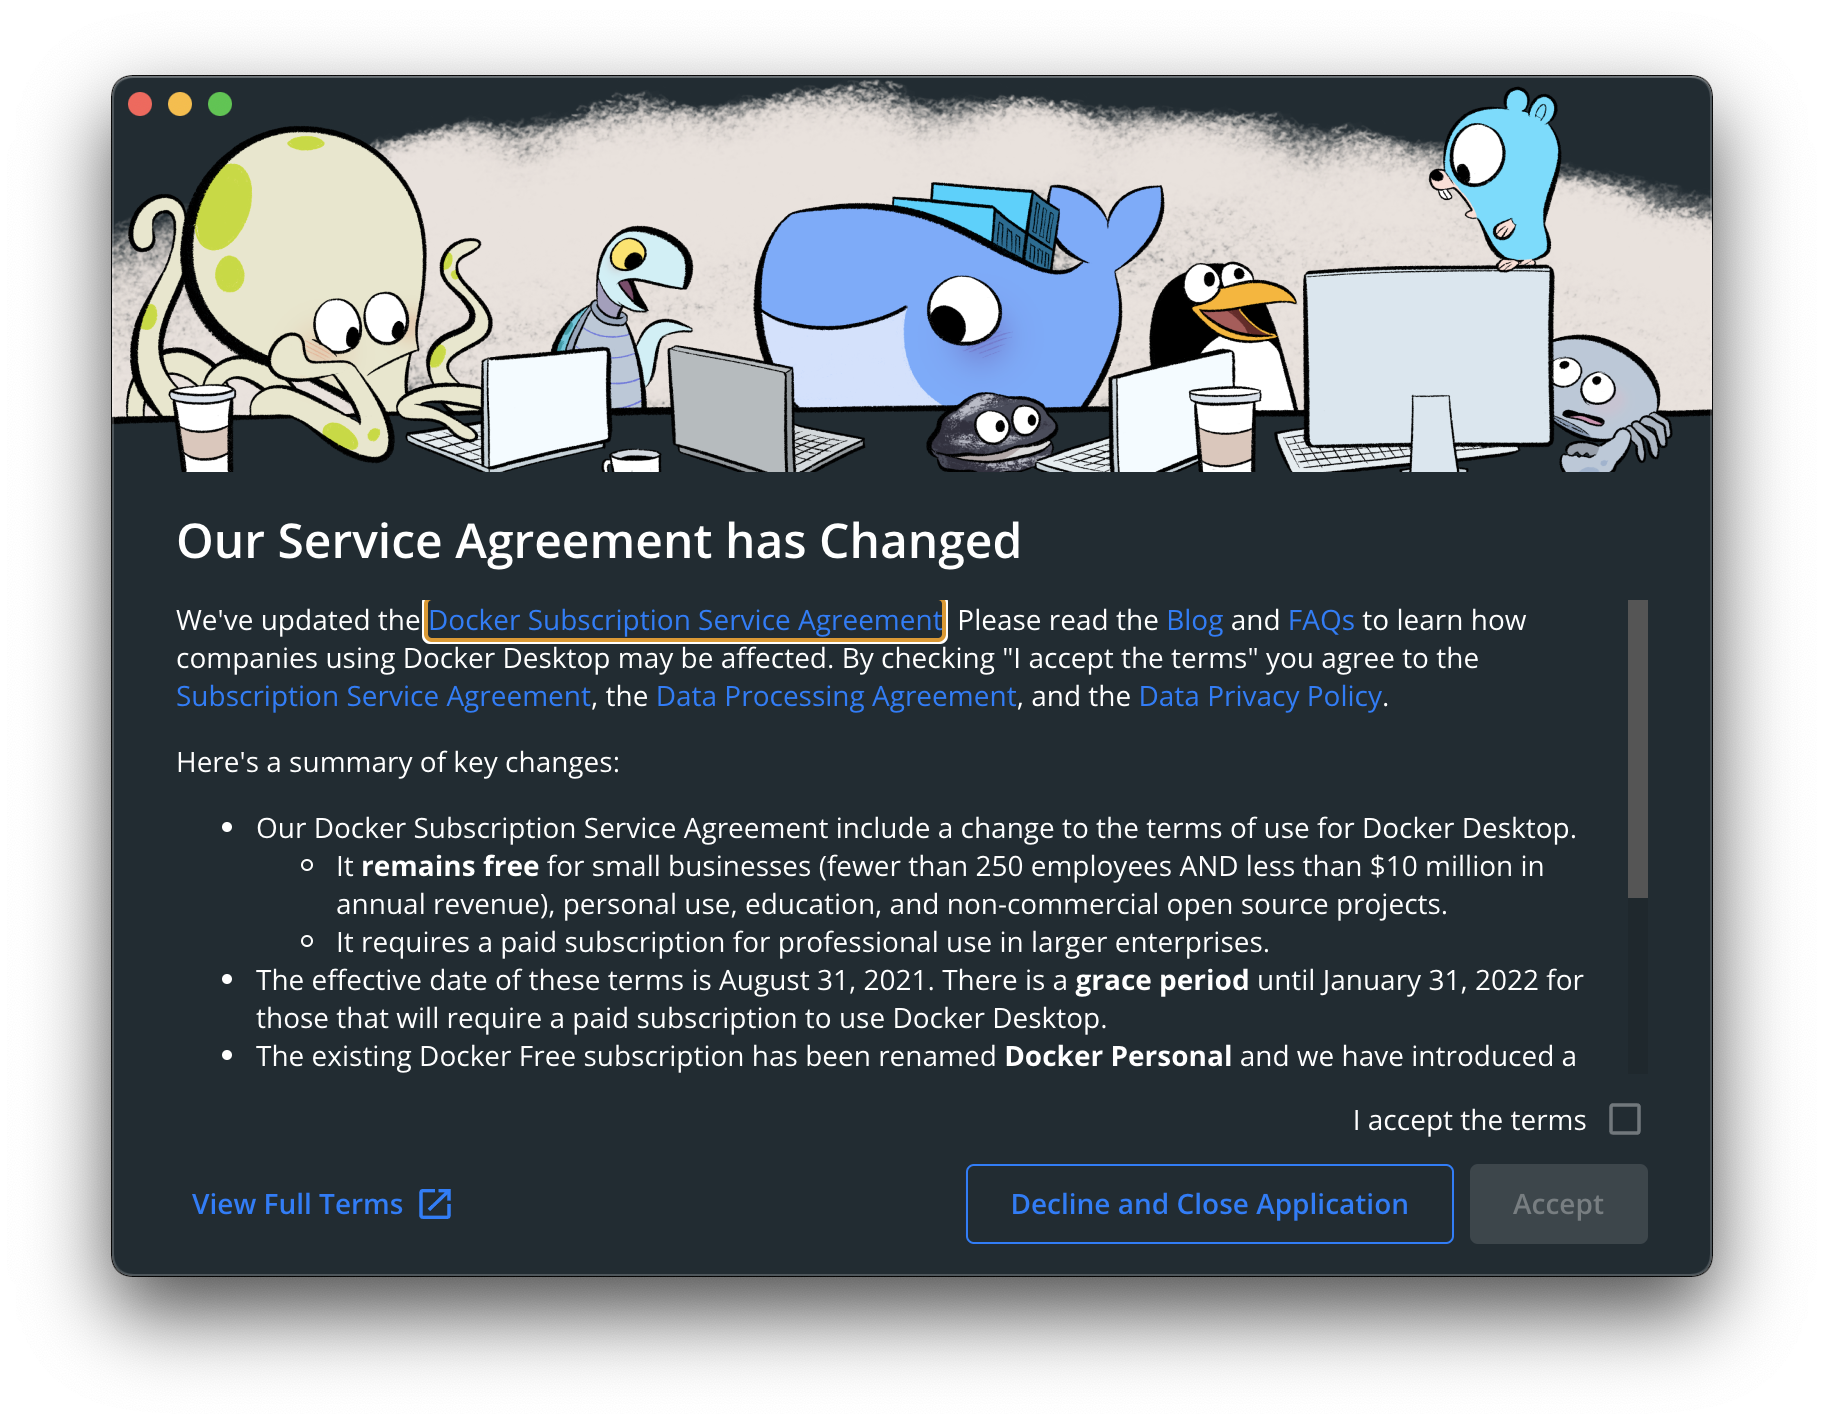 Our Service Agreement has Changed
We've updated the Docker Subscription Service Agreement Please read the Blog and FAQs to learn how
companies using Docker Desktop may be affected. By checking "I accept the terms" you agree to the
Subscription Service Agreement, the Data Processing Agreement, and the Data Privacy Policy.
Here's a summary of key changes:
Our Docker Subscription Service Agreement include a change to the terms of use for Docker Desktop.
It remains free for small businesses (fewer than 250 employees AND less than $10 million in
annual revenue), personal use, education, and non-commercial open source projects.
It requires a paid subscription for professional use in larger enterprises.
The effective date of these terms is August 31, 2021. There is a grace period until January 31, 2022 for
those that will require a paid subscription to use Docker Desktop.
The existing Docker Free subscription has been renamed Docker Personal and we have introduced a
I accept the terms
View Full Terms
Decline and Close Application
Accept